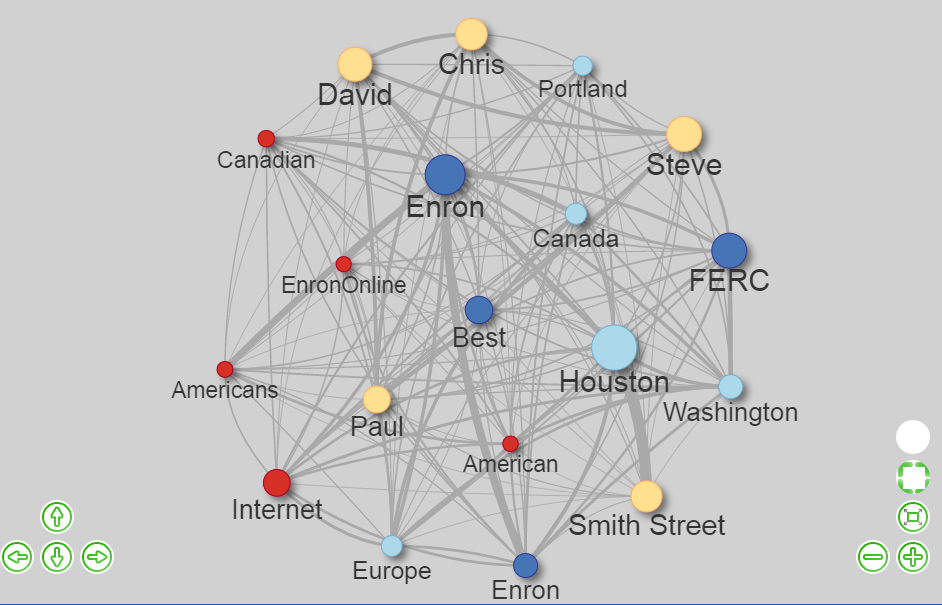 Chris
David
Portland
Canadian
Steve
Enron
Canada
EnronOnline
FERC
Best
Houston
Americans
Washington
Paul
American
Internet
Smith Street
Europe
Enron